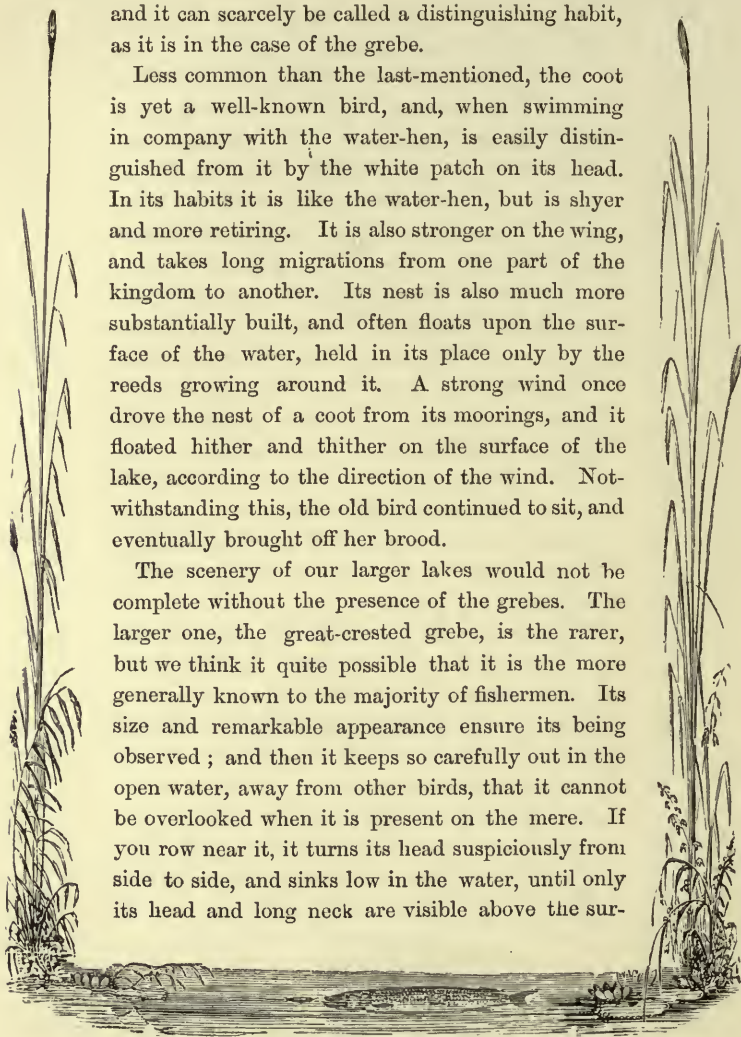 and it can scarcely be called a distinguishing habit,
as it is in the case of the grebe.
Less common than the last-mentioned, the coot
is yet a well-known bird, and, when swimming
in company with the water-hen, is easily distin-
guished from it by the white patch on its head.
In its habits it is like the water-hen, but is shyer
and more retiring. It is also stronger on the wing,
and takes long migrations from one part of the
kingdom to another. Its nest is also much more
substantially built, and often floats upon the sur-
face of the water, held in its place only by the
reeds growing around it. A strong wind once
drove the nest of a coot from its moorings, and it
floated hither and thither on the surface of the
lake, according to the direction of the wind. Not-
withstanding this, the old bird continued to sit, and
eventually brought off her brood.
The scenery of our larger lakes would not be
complete without the presence of the grebes. The
larger one, the great-crested grebe, is the rarer,
but we think it quite possible that it is the more
generally known to the majority of fishermen. Its
size and remarkable appearance ensure its being
observed ; and then it keeps so carefully out in the
open water, away from other birds, that it cannot
be overlooked when it is present on the mere. If
you row near it, it turns its head suspiciously from
side to side, and sinks low in the water, until only
its head and long neck are visible above the sur-